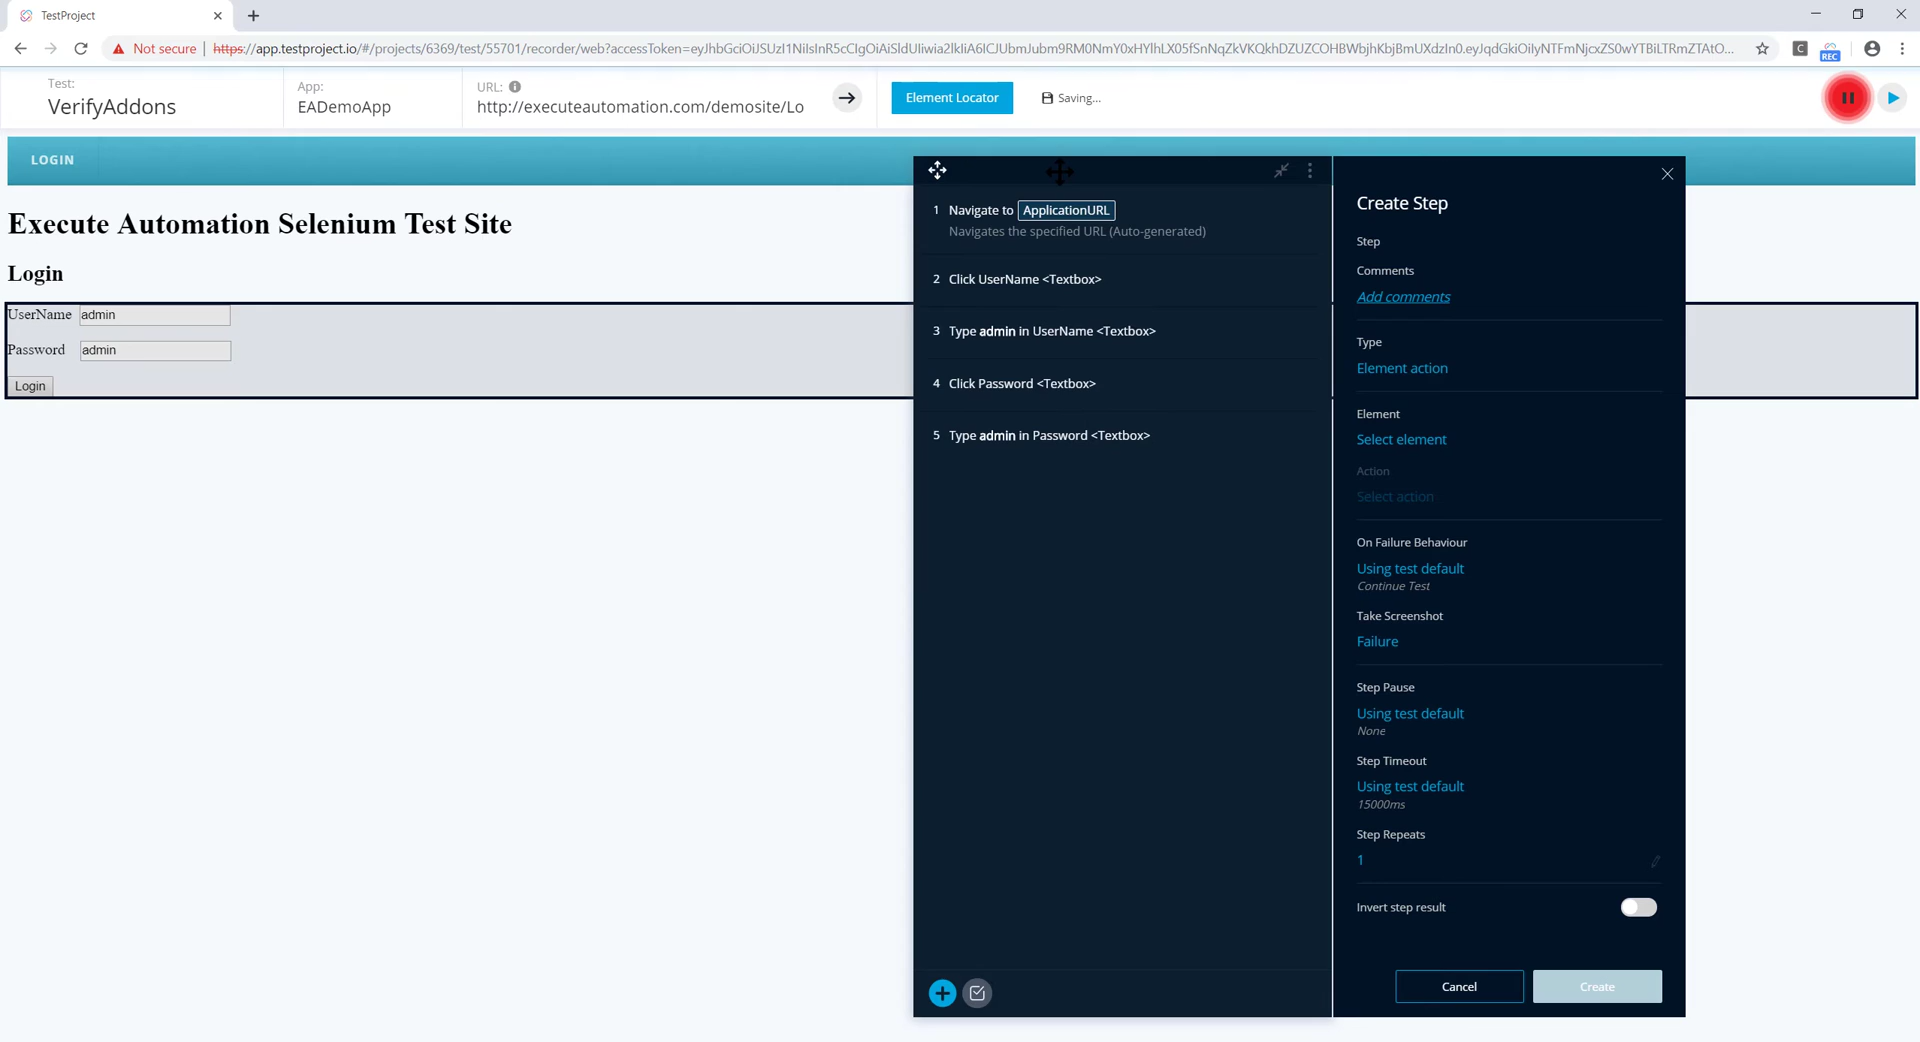 TestProject
Not secure
https://app.testproject.io/#/projects/6369/test/55701/recorder/web?accessToken=
REC
Test:
VerifyAddons
App:
EADemoApp
URL:
http://executeautomation.com/demosite/Lo
Element Locator
Saving...
LOGIN
Execute Automation Selenium Test Site
Login
UserName admin
Password admin
Login
1 Navigate to ApplicationURL
Navigates the specified URL (Auto-generated)
2 Click UserName <Textbox>
3 Type admin in UserName <Textbox>
4 Click Password <Textbox>
5 Type admin in Password <Textbox>
Create Step
Step
Comments
Add comments
Type
Element action
Element
Select element
Action
Select action
On Failure Behaviour
Using test default
Continue Test
Take Screenshot
Failure
Step Pause
Using test default
None
Step Timeout
Using test default
15000ms
Step Repeats
1
Invert step result
Cancel
Create